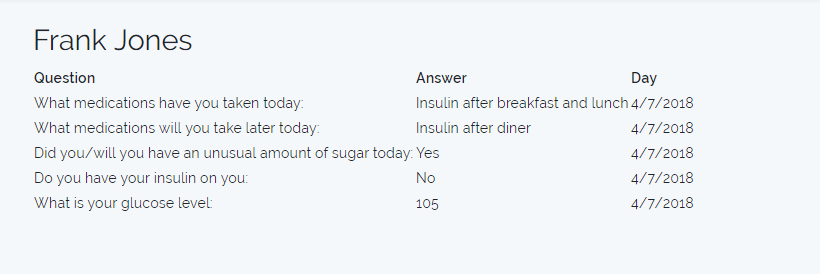 Frank Jones
Question Answer Day
What medications have you taken today: Insulin after breakfast and lunch 4/7/2018
What medications will you take later today: Insulin after diner 4/7/2018
Did you/will you have an unusual amount of sugar today: Yes 4/7/2018
Do you have your insulin on you: No 4/7/2018
What is your glucose level: 105 4/7/2018